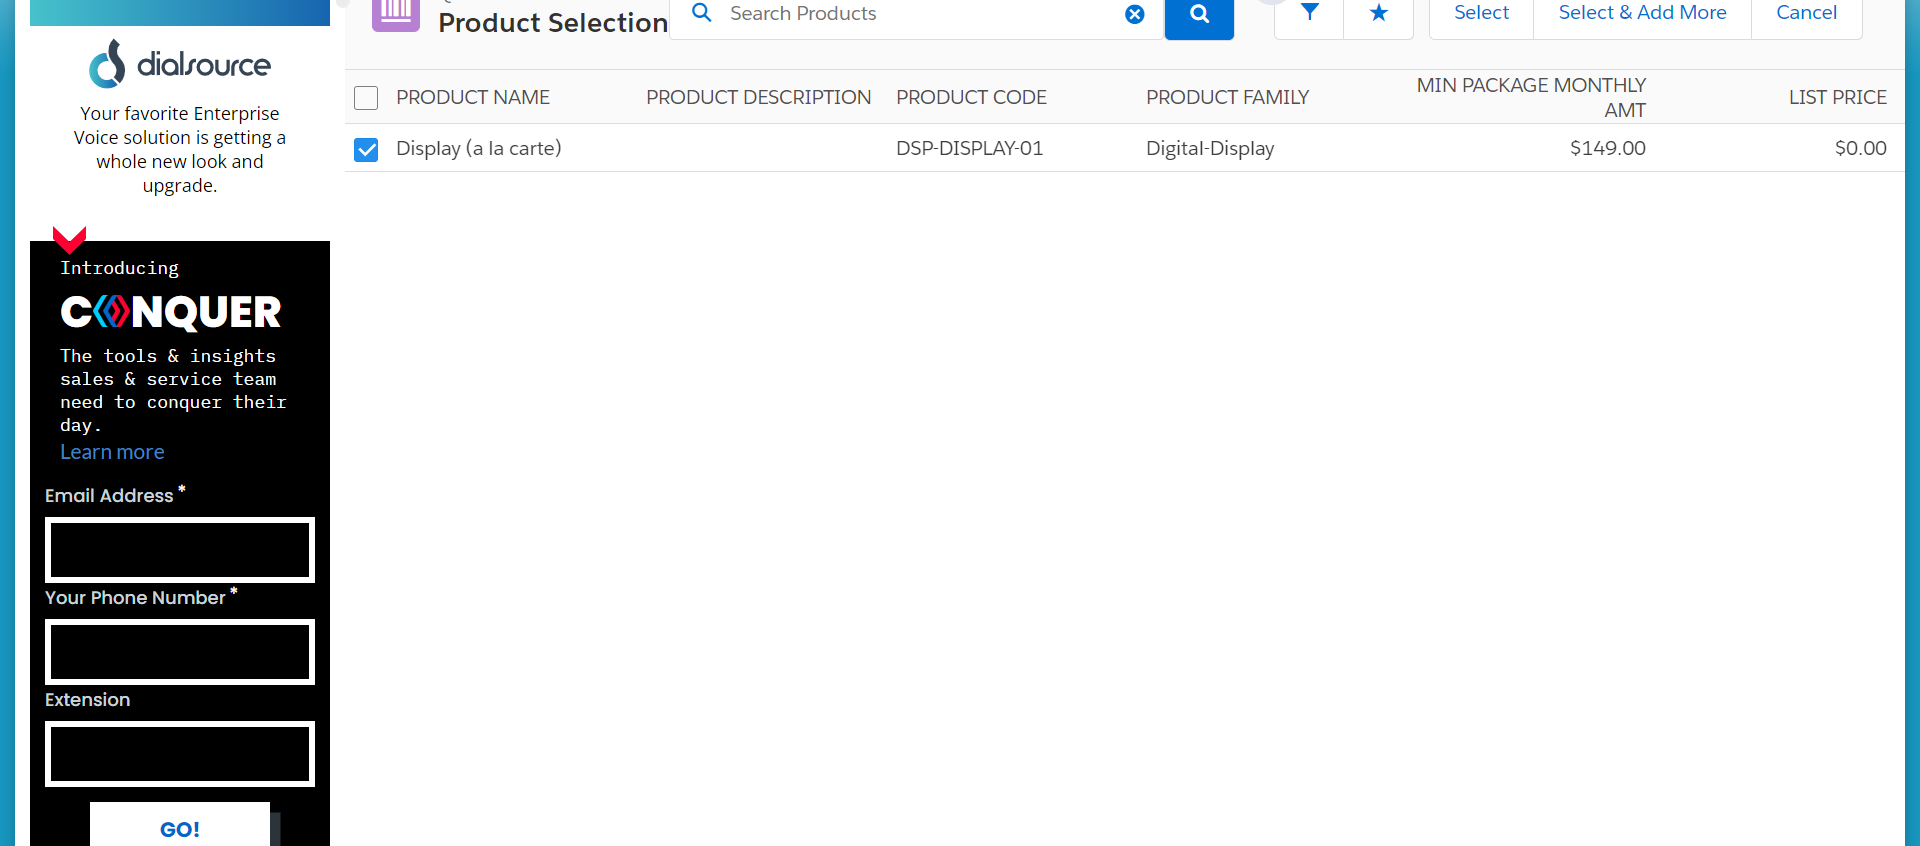 dialsource
Your favorite Enterprise
Voice solution is getting a
whole new look and
upgrade.
Introducing
CONQUER
The tools & insights
sales & service team
need to conquer their
day.
Learn more
Email Address *
Your Phone Number *
Extension
GO!
Product Selection
Search Products
Select
Select & Add More
Cancel
PRODUCT NAME PRODUCT DESCRIPTION PRODUCT CODE PRODUCT FAMILY MIN PACKAGE MONTHLY
AMT LIST PRICE
Display (a la carte) DSP-DISPLAY-01 Digital-Display $149.00 $0.00